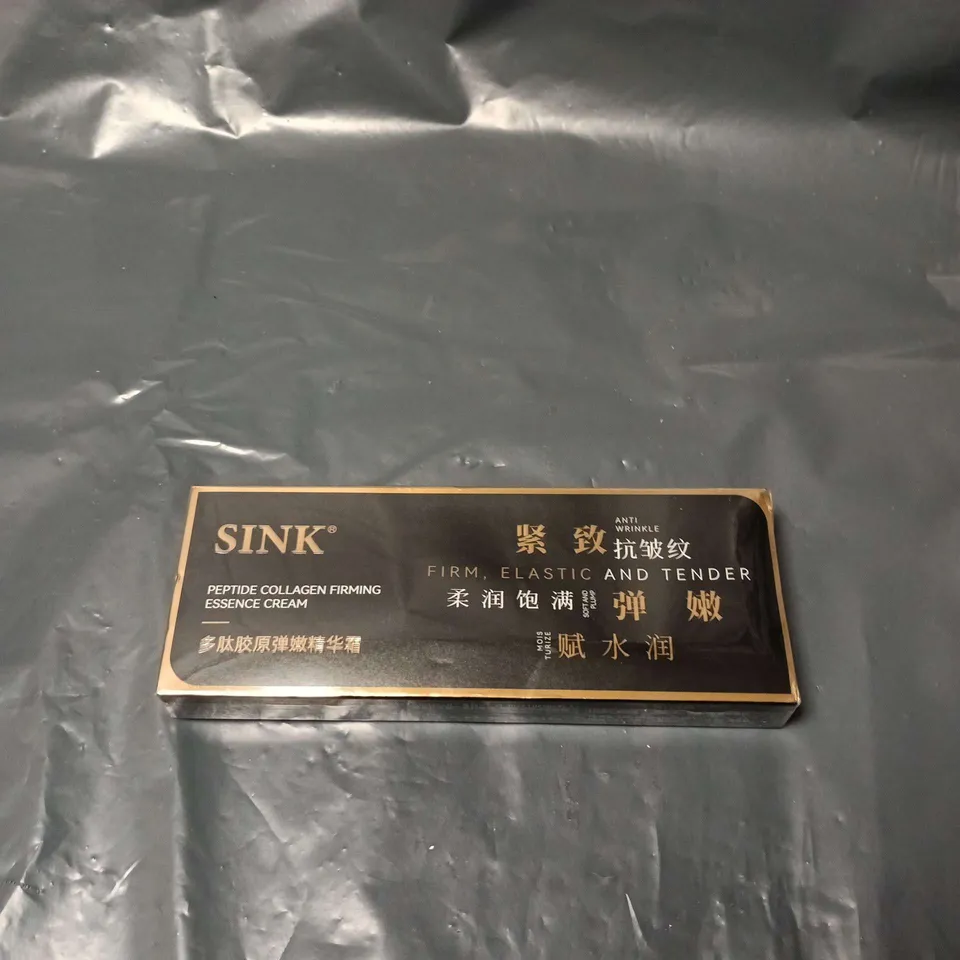 SINK®
PEPTIDE COLLAGEN FIRMING
ESSENCE CREAM
多肽胶原弹嫩精华霜
紧致
ANTI
WRINKLE
抗皱纹
FIRM, ELASTIC AND TENDER
柔润饱满
SOFT AND
PLUMP
弹嫩
MOIS
TURIZE
赋水润